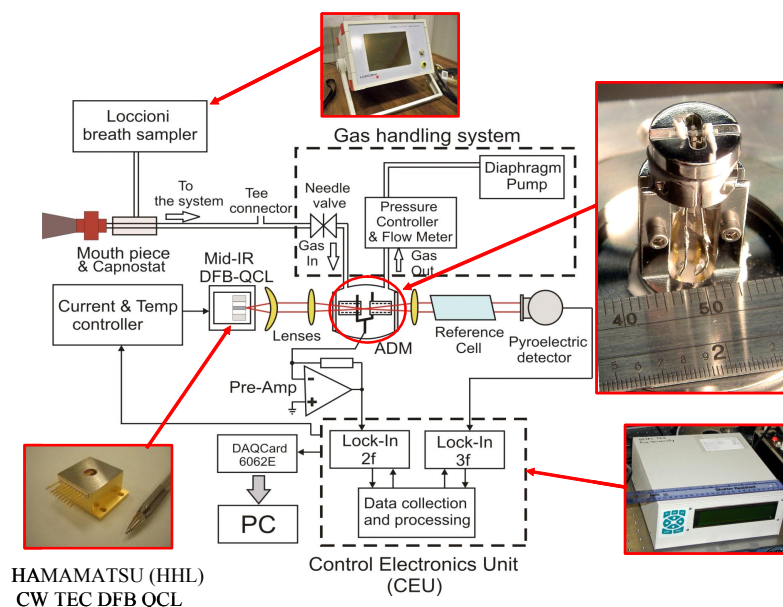 Loccioni
breath sampler
Gas handling system
Diaphragm
Pump
To
the system
Tee
connector
Needle
valve
Pressure
Controller
& Flow Meter
Gas
In
Gas
Out
Mouth piece
& Capnostat
Mid-IR
DFB-QCL
Current & Temp
controller
Lenses
ADM
Reference
Cell
Pyroelectric
detector
40
50
9
2
Pre-Amp
-
+
DAQCard
6062E
PC
Lock-In
2f
Lock-In
3f
Data collection
and processing
Control Electronics Unit
(CEU)
HAMAMATSU (HHL)
CW TEC DFB QCL